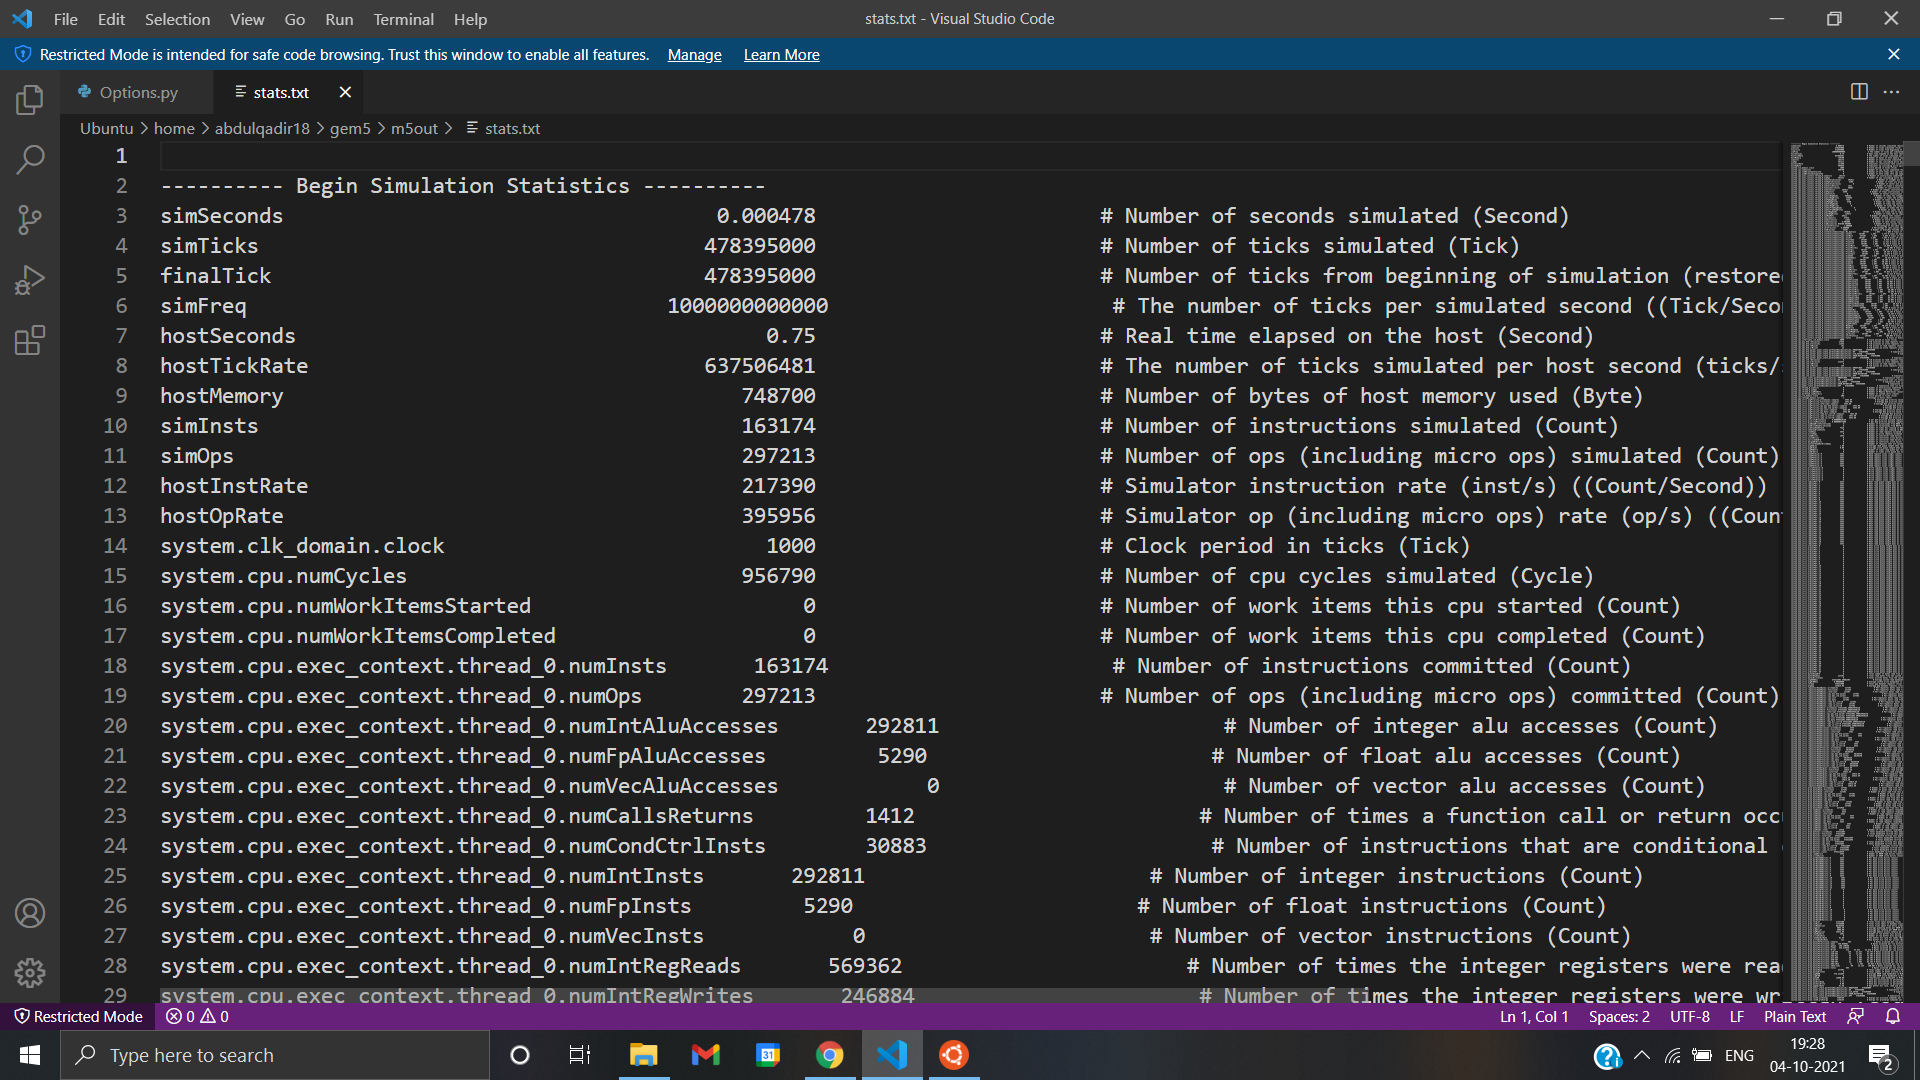 File Edit Selection View Go Run Terminal Help stats.txt - Visual Studio Code
Restricted Mode is intended for safe code browsing. Trust this window to enable all features. Manage Learn More
Options.py stats.txt
Ubuntu > home > abdulqadir18 > gem5 > m5out > stats.txt
1
2 ---------- Begin Simulation Statistics ----------
3 simSeconds 0.000478 # Number of seconds simulated (Second)
4 simTicks 478395000 # Number of ticks simulated (Tick)
5 finalTick 478395000 # Number of ticks from beginning of simulation (restore
6 simFreq 1000000000000 # The number of ticks per simulated second ((Tick/Seco
7 hostSeconds 0.75 # Real time elapsed on the host (Second)
8 hostTickRate 637506481 # The number of ticks simulated per host second (ticks/
9 hostMemory 748700 # Number of bytes of host memory used (Byte)
10 simInsts 163174 # Number of instructions simulated (Count)
11 simOps 297213 # Number of ops (including micro ops) simulated (Count)
12 hostInstRate 217390 # Simulator instruction rate (inst/s) ((Count/Second))
13 hostOpRate 395956 # Simulator op (including micro ops) rate (op/s) ((Coun
14 system.clk_domain.clock 1000 # Clock period in ticks (Tick)
15 system.cpu.numCycles 956790 # Number of cpu cycles simulated (Cycle)
16 system.cpu.numWorkItemsStarted 0 # Number of work items this cpu started (Count)
17 system.cpu.numWorkItemsCompleted 0 # Number of work items this cpu completed (Count)
18 system.cpu.exec_context.thread_0.numInsts 163174 # Number of instructions committed (Count)
19 system.cpu.exec_context.thread_0.numOps 297213 # Number of ops (including micro ops) committed (Count)
20 system.cpu.exec_context.thread_0.numIntAluAccesses 292811 # Number of integer alu accesses (Count)
21 system.cpu.exec_context.thread_0.numFpAluAccesses 5290 # Number of float alu accesses (Count)
22 system.cpu.exec_context.thread_0.numVecAluAccesses 0 # Number of vector alu accesses (Count)
23 system.cpu.exec_context.thread_0.numCallsReturns 1412 # Number of times a function call or return occ
24 system.cpu.exec_context.thread_0.numCondCtrlInsts 30883 # Number of instructions that are conditional
25 system.cpu.exec_context.thread_0.numIntInsts 292811 # Number of integer instructions (Count)
26 system.cpu.exec_context.thread_0.numFpInsts 5290 # Number of float instructions (Count)
27 system.cpu.exec_context.thread_0.numVecInsts 0 # Number of vector instructions (Count)
28 system.cpu.exec_context.thread_0.numIntRegReads 569362 # Number of times the integer registers were rea
29 system.cpu.exec_context.thread_0.numIntRegWrites 246884 # Number of times the integer registers were wr
Restricted Mode 0 0 Ln 1, Col 1 Spaces: 2 UTF-8 LF Plain Text
Type here to search 31 ENG 19:28
04-10-2021 2